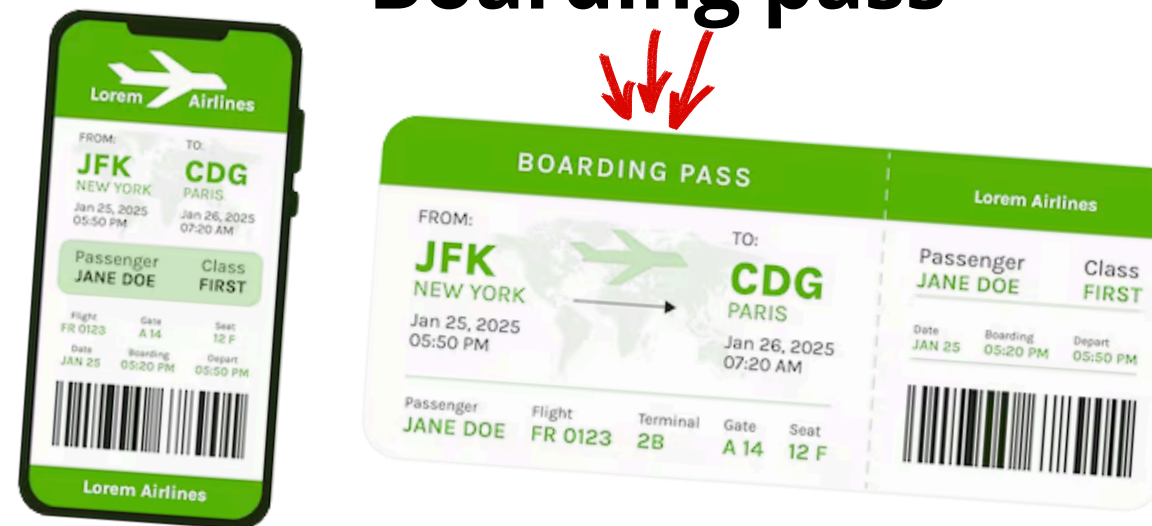 Boarding pass
Lorem Airlines
FROM: TO:
JFK CDG
NEW YORK PARIS
Jan 25, 2025 Jan 26, 2025
05:50 PM 07:20 AM
Passenger Class
JANE DOE FIRST
Flight Gate Seat
FR 0123 A 14 12 F
Date Boarding Depart
JAN 25 05:20 PM 05:50 PM
Lorem Airlines
BOARDING PASS
FROM: TO:
JFK CDG
NEW YORK PARIS
Jan 25, 2025 Jan 26, 2025
05:50 PM 07:20 AM
Passenger Flight Terminal Gate Seat
JANE DOE FR 0123 2B A 14 12 F
Lorem Airlines
Passenger Class
JANE DOE FIRST
Date Boarding Depart
JAN 25 05:20 PM 05:50 PM